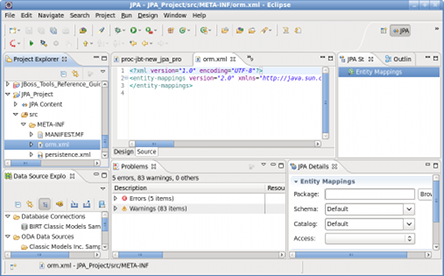 JPA - JPA_Project/src/META-INF/orm.xml - Eclipse
File Edit Navigate Search Project Run Design Window Help
JPA
Project Explorer
JBoss_Tools_Reference_Guid
JPA_Project
JPA Content
src
META-INF
MANIFEST.MF
orm.xml
persistence.xml
proc-jbt-new_jpa_pro
orm.xml
1 <?xml version="1.0" encoding="UTF-8"?>
2 <entity-mappings version="2.0" xmlns="http://java.sun.c
3 </entity-mappings>
4
Design Source
JPA St
Outlin
Entity Mappings
Data Source Explo
Database Connections
BIRT Classic Models Sam
ODA Data Sources
Classic Models Inc. Samp
Problems
5 errors, 83 warnings, 0 others
Description
Resou
Errors (5 items)
Warnings (83 items)
JPA Details
Entity Mappings
Package:
Brow
Schema: Default
Catalog: Default
Access:
orm.xml - JPA_Project/src/META-INF